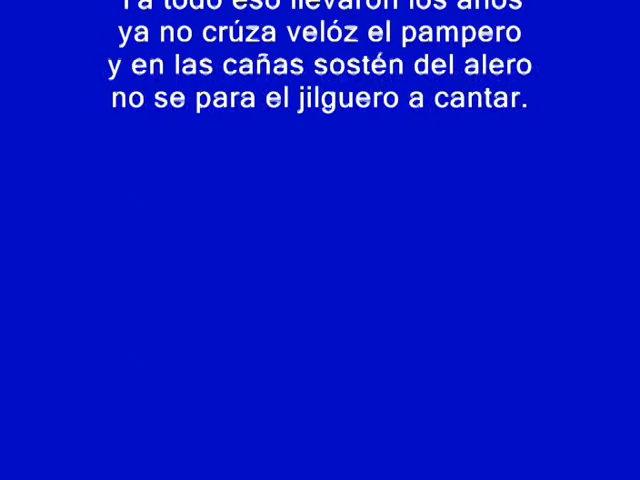 Ya todo eso llevaron los años
ya no crúza velóz el pampero
y en las cañas sostén del alero
no se para el jilguero a cantar.